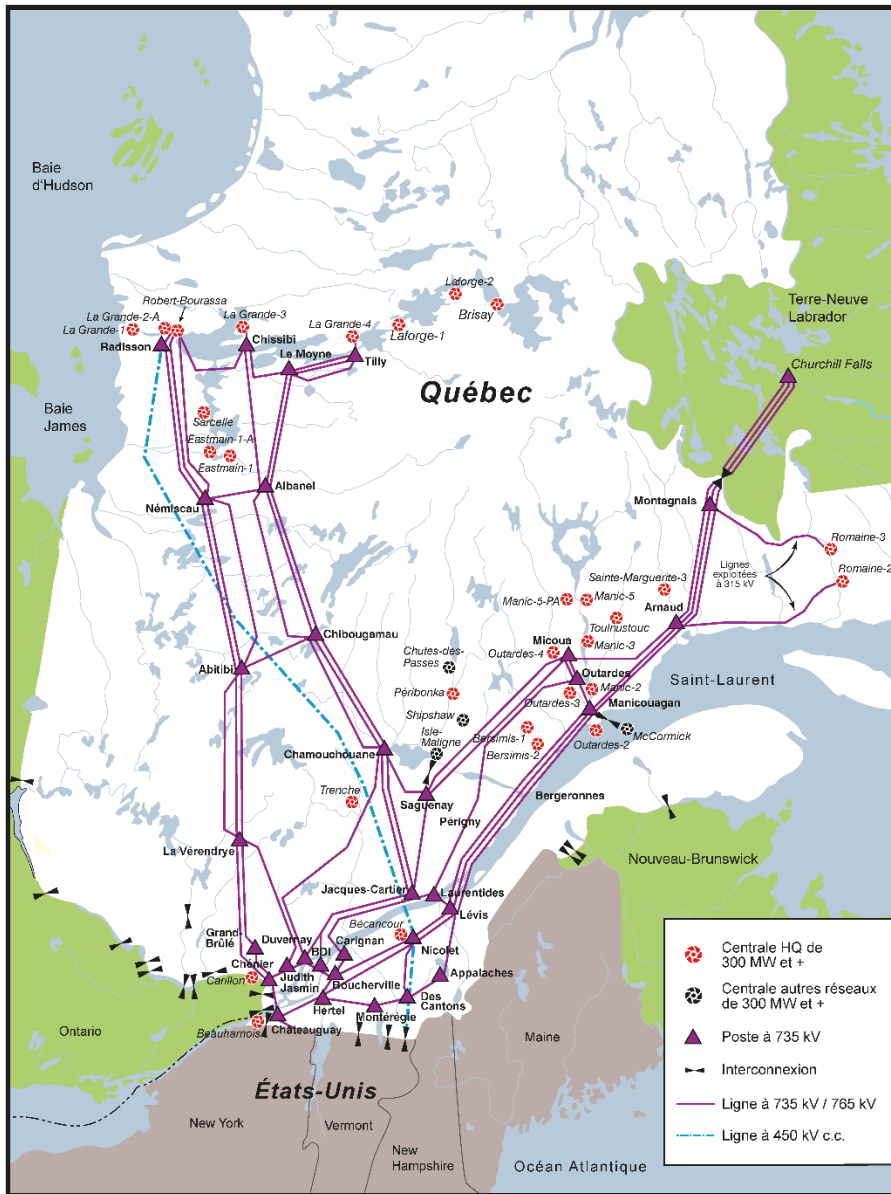 Baie
d'Hudson
Robert-Bourassa
La Grande-2-A
La Grande-1
La Grande-3
La Grande-4
Laforge-1
Laforge-2
Brisay
Radisson
Chissibi
Le Moyne
Tilly
Terre-Neuve
Labrador
Churchill Falls
Québec
Baie
James
Sarcelle
Eastmain-1-A
Eastmain-1
Némiscau
Albanel
Montagnais
Romaine-3
Lignes
exploitées
à 315 kV
Romaine-2
Sainte-Marguerite-3
Manic-5-PA
Manic-5
Arnaud
Toulnustouc
Manic-3
Chibougamau
Micoua
Outardes-4
Chutes-des-
Passes
Abitibi
Outardes
Saint-Laurent
Manic-2
Outardes-3
Péribonka
Manicouagan
Shipshaw
Isle-
Maligne
Bersimis-1
Bersimis-2
McCormick
Outardes-2
Chamouchouane
Trenche
Saguenay
Bergeronnes
Périgny
La Vérendrye
Nouveau-Brunswick
Jacques-Cartier
Laurentides
Lévis
Bécancour
Grand-
Brûlé
Duvernay
BDI
Carignan
Nicolet
Chénier
Judith
Jasmin
Boucherville
Appalaches
Carillon
Des
Cantons
Hertel
Montérégie
Châteauguay
Beauharnois
Ontario
Maine
États-Unis
New York
Vermont
New
Hampshire
Océan Atlantique
Centrale HQ de
300 MW et +
Centrale autres réseaux
de 300 MW et +
Poste à 735 kV
Interconnexion
Ligne à 735 kV / 765 kV
Ligne à 450 kV c.c.